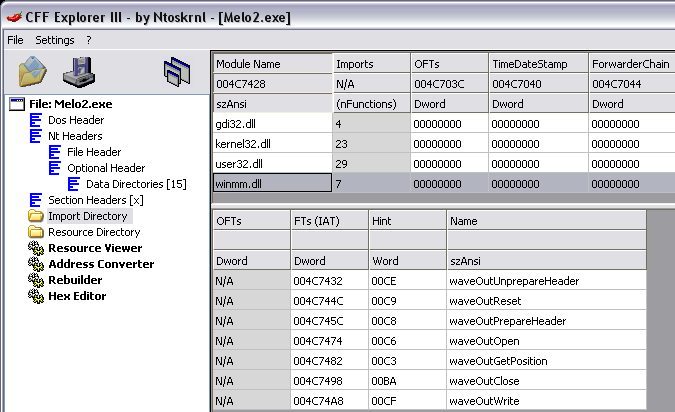 CFF Explorer III - by Ntoskrnl - [Melo2.exe]
File Settings ?
File: Melo2.exe
Dos Header
Nt Headers
File Header
Optional Header
Data Directories [15]
Section Headers [x]
Import Directory
Resource Directory
Resource Viewer
Address Converter
Rebuilder
Hex Editor
Module Name Imports OFTs TimeDateStamp ForwarderChain
004C7428 N/A 004C703C 004C7040 004C7044
szAnsi (nFunctions) Dword Dword Dword
gdi32.dll 4 00000000 00000000 00000000
kernel32.dll 23 00000000 00000000 00000000
user32.dll 29 00000000 00000000 00000000
winmm.dll 7 00000000 00000000 00000000
OFTs FTs (IAT) Hint Name
Dword Dword Word szAnsi
N/A 004C7432 00CE waveOutUnprepareHeader
N/A 004C744C 00C9 waveOutReset
N/A 004C745C 00C8 waveOutPrepareHeader
N/A 004C7474 00C6 waveOutOpen
N/A 004C7482 00C3 waveOutGetPosition
N/A 004C7498 00BA waveOutClose
N/A 004C74A8 00CF waveOutWrite